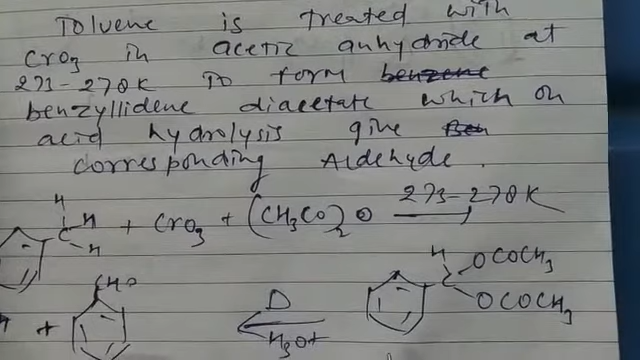 Toluene is treated with
CrO3 in acetic anhydride at
273-278K to form
benzyllidene diacetate which on
acid hydrolysis give
corresponding Aldehyde.
H
C H + CrO3 + (CH3CO)2O 273-278K
H
CHO H OCOCH3
+ Δ C
H3O+ OCOCH3